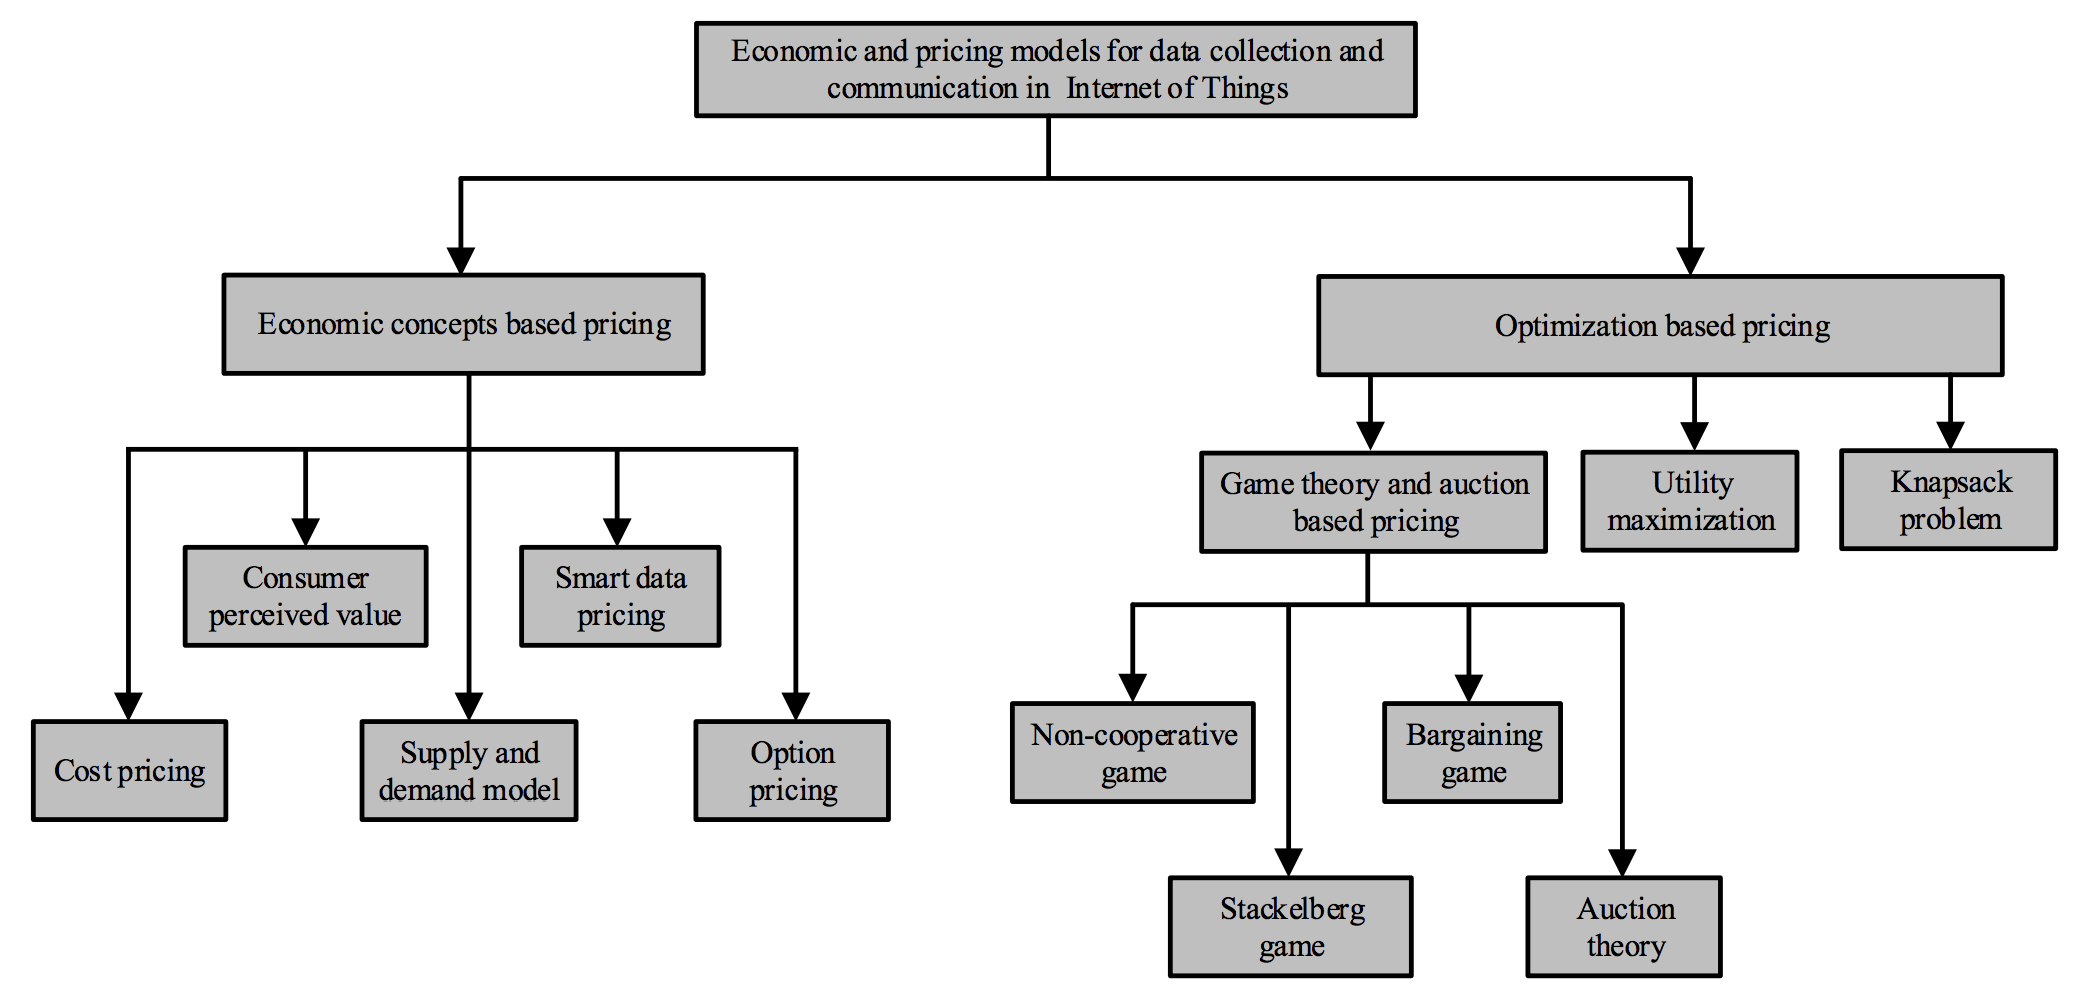 Economic and pricing models for data collection and
communication in Internet of Things
Economic concepts based pricing
Optimization based pricing
Game theory and auction
based pricing
Utility
maximization
Knapsack
problem
Consumer
perceived value
Smart data
pricing
Cost pricing
Supply and
demand model
Option
pricing
Non-cooperative
game
Bargaining
game
Stackelberg
game
Auction
theory